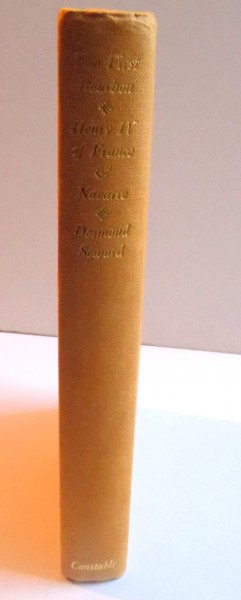 The First
Bourbon
Henry IV
of France
&
Navarre
Desmond
Seward
Constable